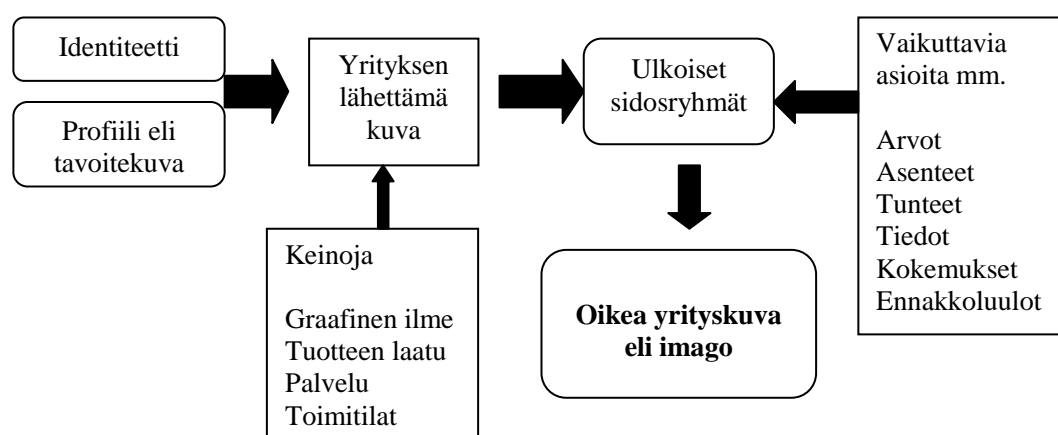 Identiteetti
Profiili eli
tavoitekuva
Yrityksen
lähettämä
kuva
Keinoja
Graafinen ilme
Tuotteen laatu
Palvelu
Toimitilat
Ulkoiset
sidosryhmät
Oikea yrityskuva
eli imago
Vaikuttavia
asioita mm.
Arvot
Asenteet
Tunteet
Tiedot
Kokemukset
Ennakkoluulot